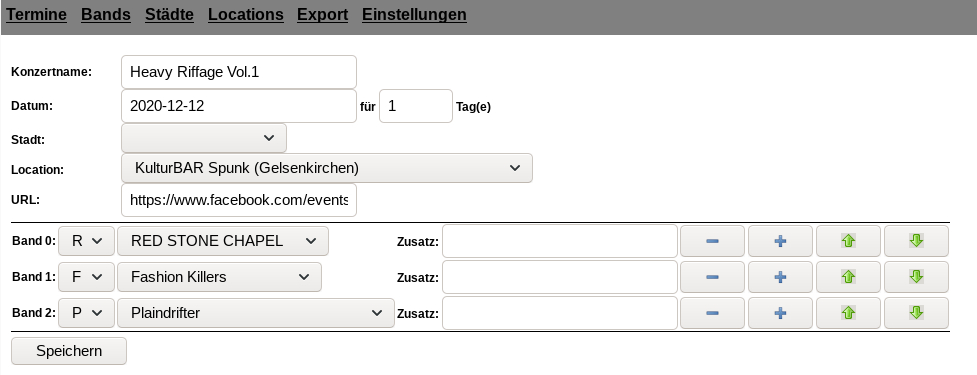 Termine Bands Städte Locations Export Einstellungen
Konzertname: Heavy Riffage Vol.1
Datum: 2020-12-12 für 1 Tag(e)
Stadt:
Location: KulturBAR Spunk (Gelsenkirchen)
URL: https://www.facebook.com/events
Band 0: R RED STONE CHAPEL Zusatz:
Band 1: F Fashion Killers Zusatz:
Band 2: P Plaindrifter Zusatz:
Speichern